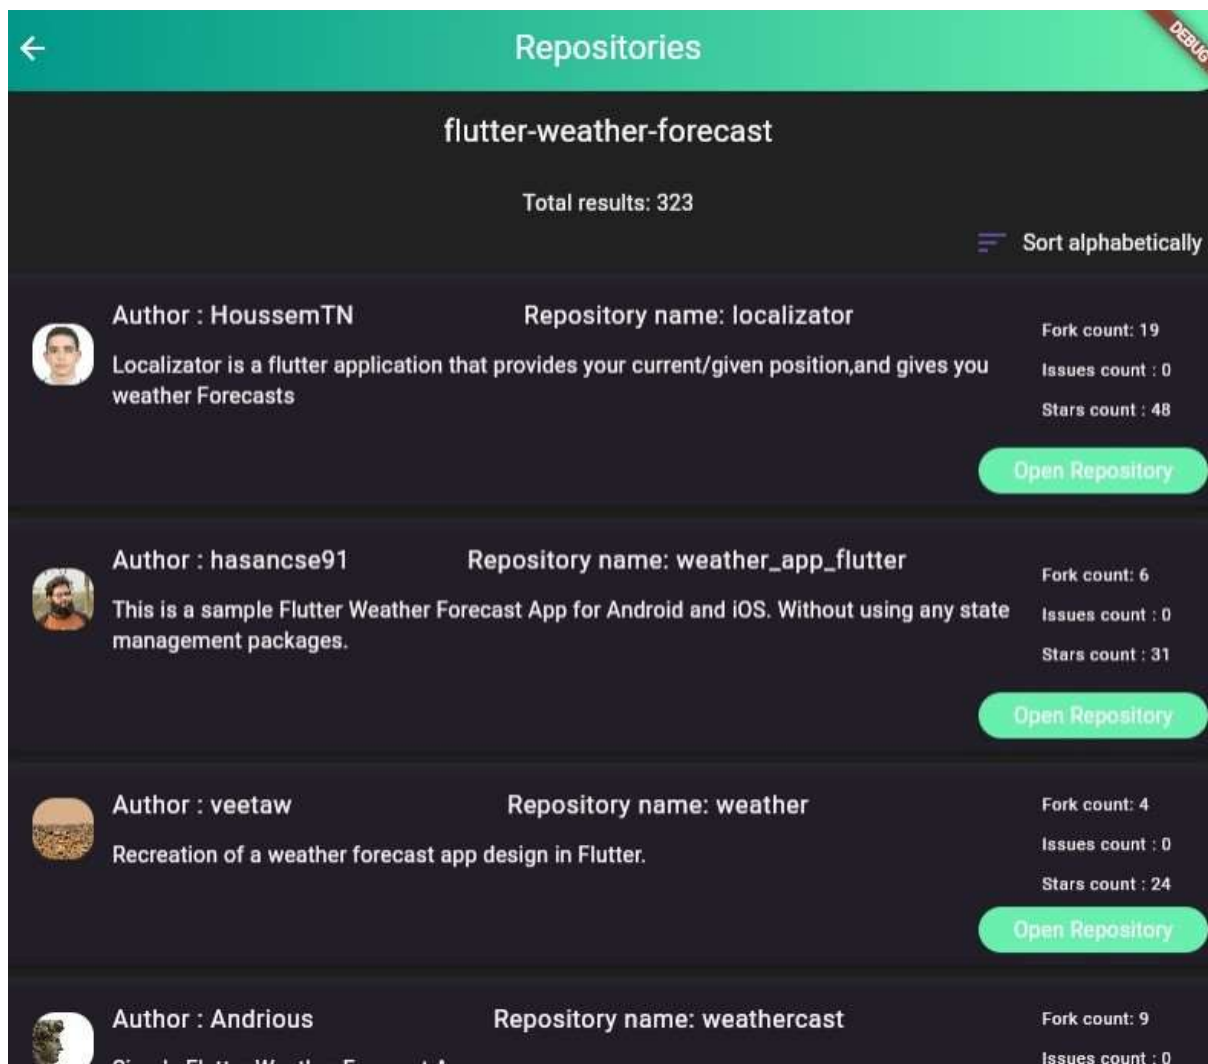 Repositories
DEBUG
flutter-weather-forecast
Total results: 323
Sort alphabetically
Author : HoussemTN
Repository name: localizator
Localizator is a flutter application that provides your current/given position,and gives you
weather Forecasts
Fork count: 19
Issues count : 0
Stars count : 48
Open Repository
Author : hasancse91
Repository name: weather_app_flutter
This is a sample Flutter Weather Forecast App for Android and iOS. Without using any state
management packages.
Fork count: 6
Issues count : 0
Stars count : 31
Open Repository
Author : veetaw
Repository name: weather
Recreation of a weather forecast app design in Flutter.
Fork count: 4
Issues count : 0
Stars count : 24
Open Repository
Author : Andrious
Repository name: weathercast
Simple Flutter Weather Forecast
Fork count: 9
Issues count : 0